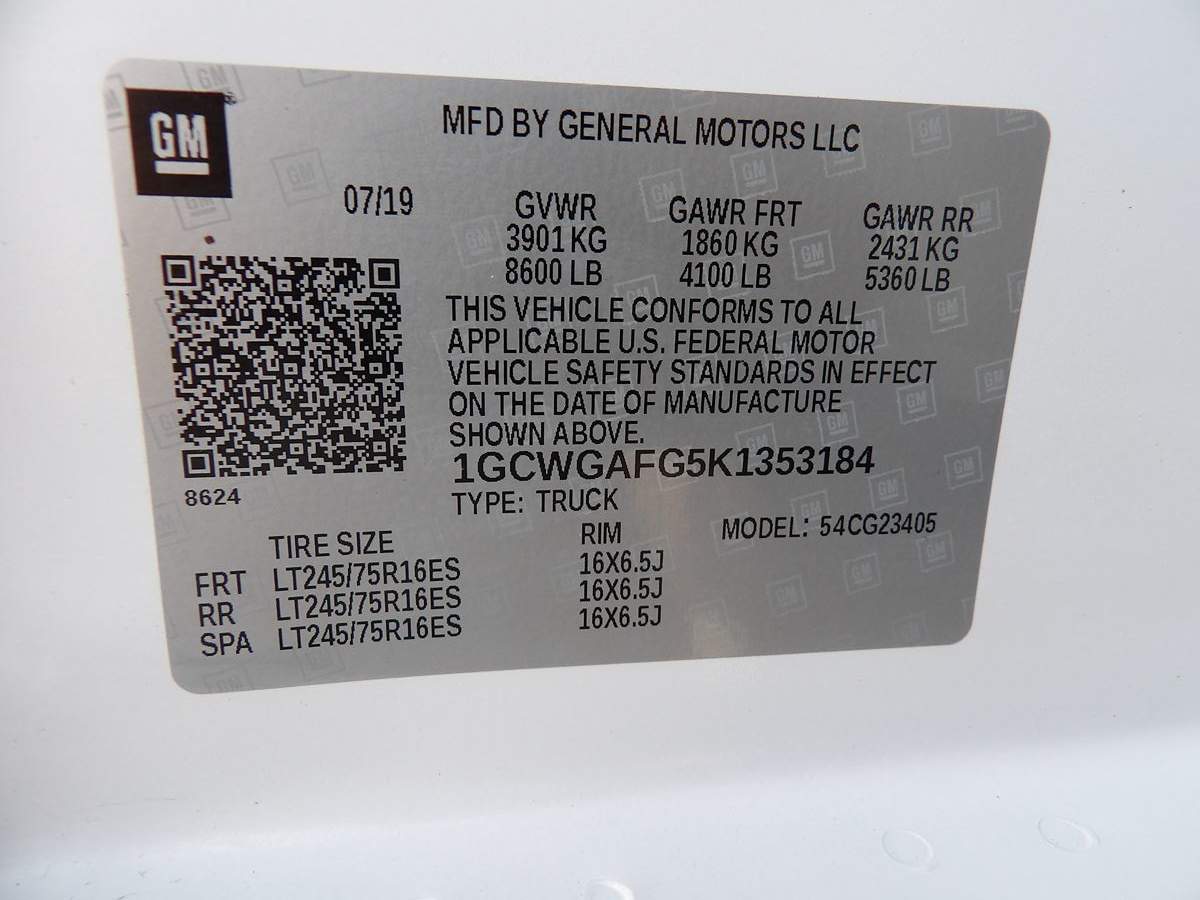 GM
MFD BY GENERAL MOTORS LLC
07/19 GVWR GAWR FRT GAWR RR
3901 KG 1860 KG 2431 KG
8600 LB 4100 LB 5360 LB
THIS VEHICLE CONFORMS TO ALL
APPLICABLE U.S. FEDERAL MOTOR
VEHICLE SAFETY STANDARDS IN EFFECT
ON THE DATE OF MANUFACTURE
SHOWN ABOVE.
1GCWGAFG5K1353184
8624
TYPE: TRUCK
TIRE SIZE RIM MODEL: 54CG23405
FRT LT245/75R16ES 16X6.5J
RR LT245/75R16ES 16X6.5J
SPA LT245/75R16ES 16X6.5J